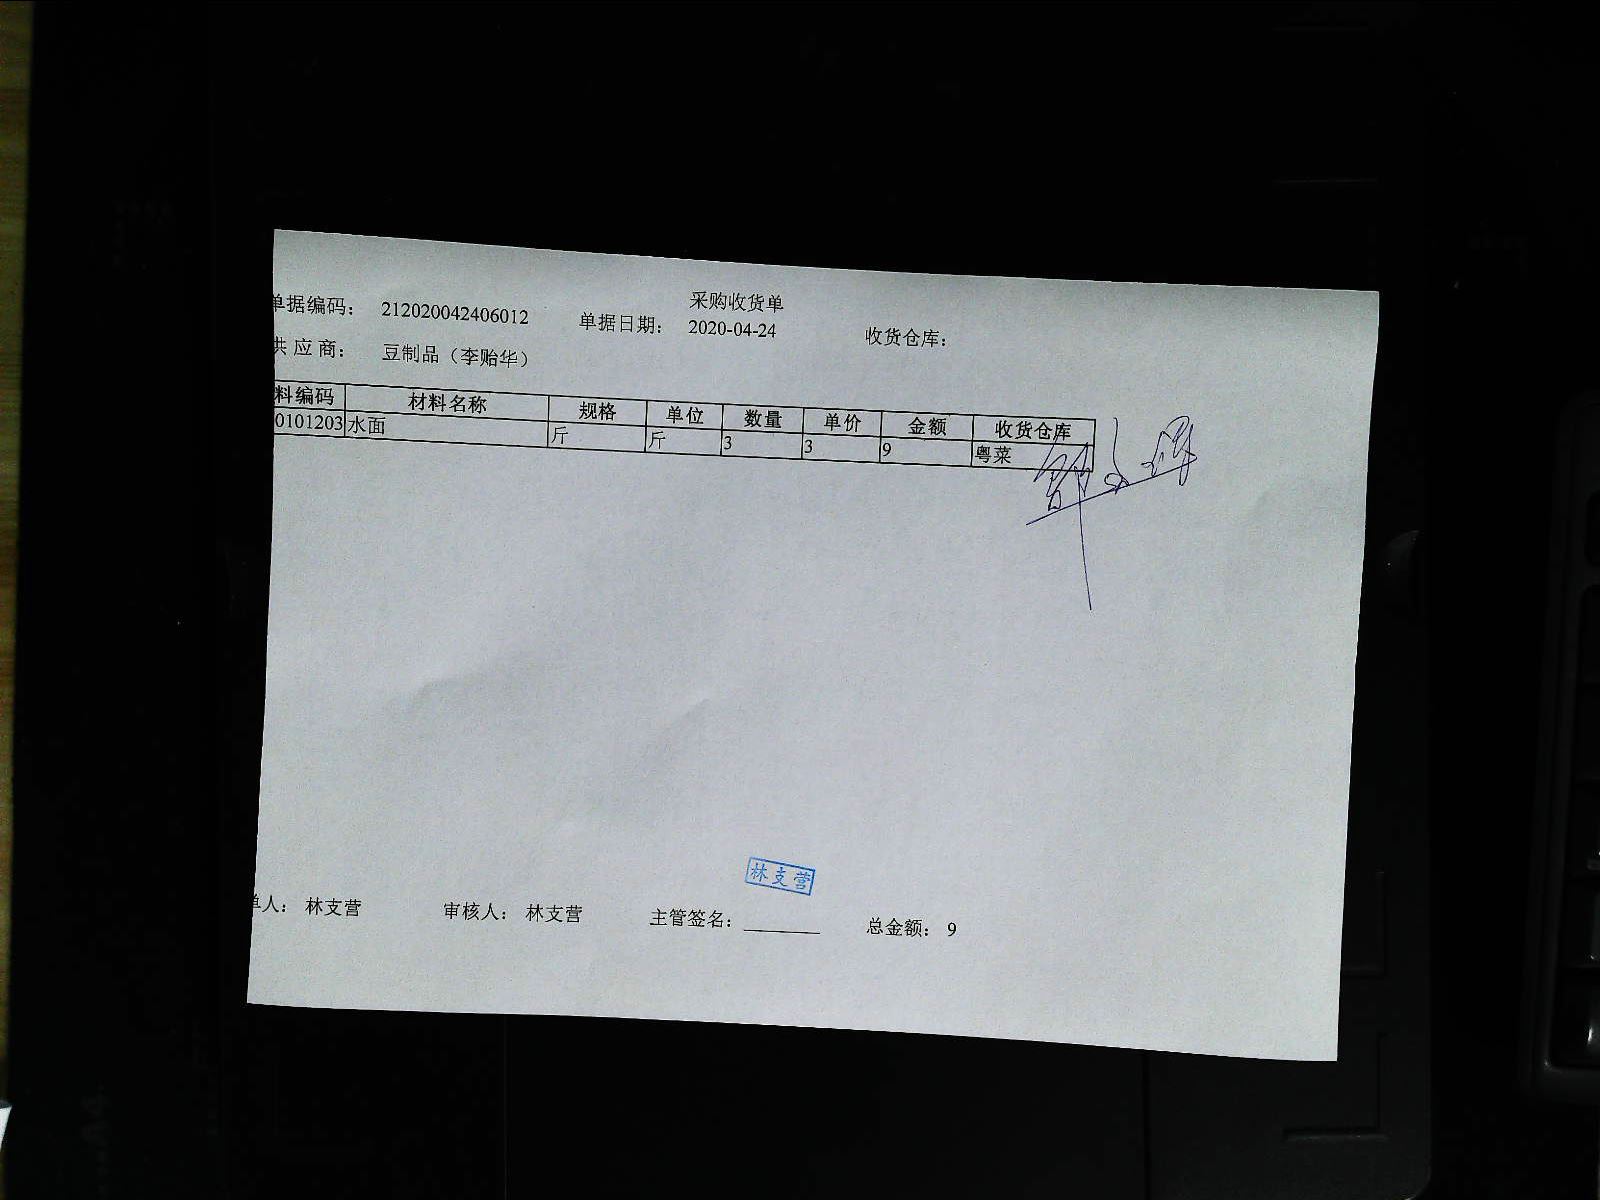 采购收货单
单据编码： 212020042406012 单据日期： 2020-04-24 收货仓库：
供 应 商： 豆制品（李贻华）
料编码 材料名称 规格 单位 数量 单价 金额 收货仓库
0101203 水面 斤 斤 3 3 9 粤菜
林支营
单人： 林支营 审核人： 林支营 主管签名： ________ 总金额： 9